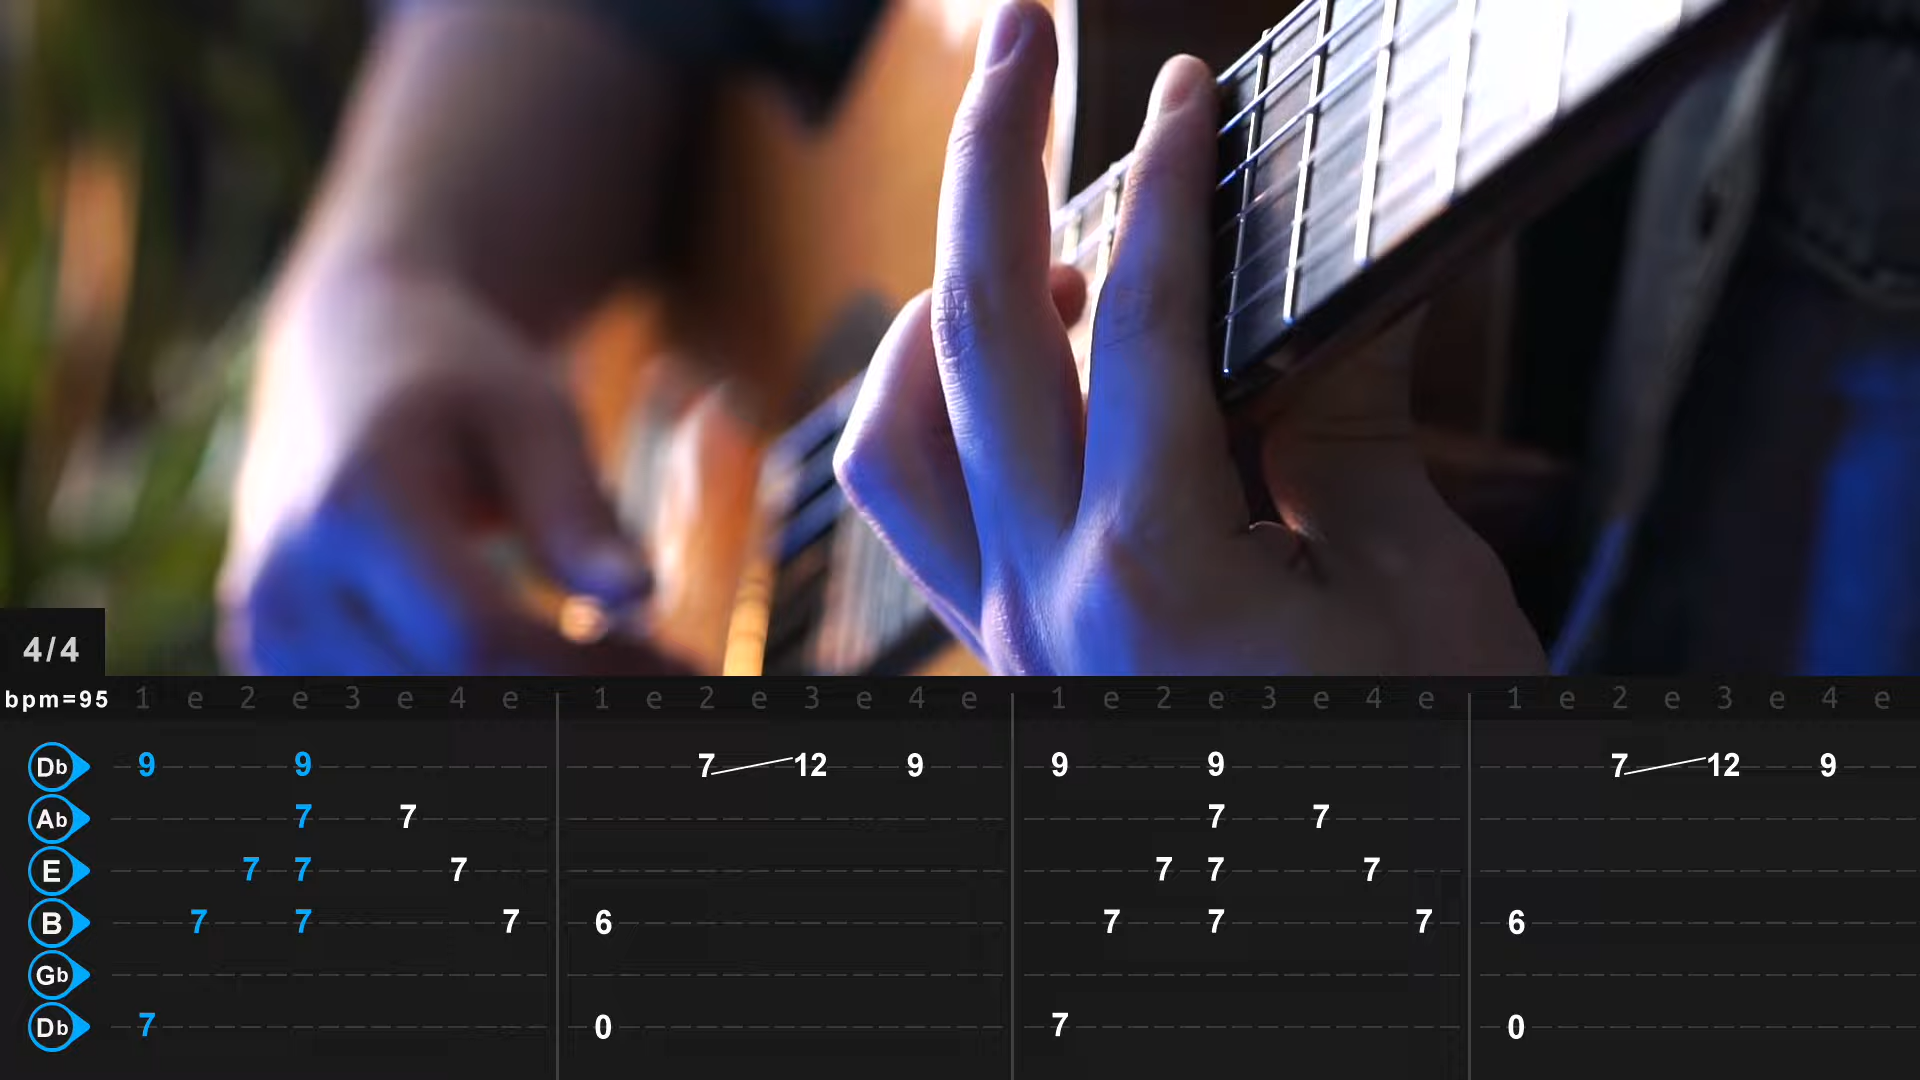 4/4
bpm=95 1 e 2 e 3 e 4 e 1 e 2 e 3 e 4 e 1 e 2 e 3 e 4 e 1 e 2 e 3 e 4 e
Db 9 9 7 12 9 9 9 7 12 9
Ab 7 7 7 7
E 7 7 7 7 7 7
B 7 7 7 6 7 7 7 6
Gb
Db 7 0 7 0